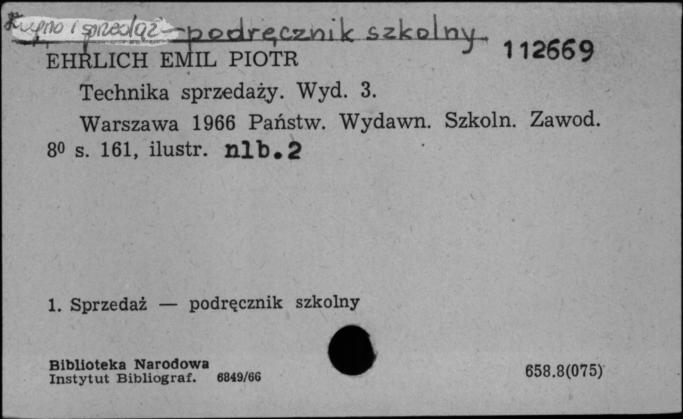 Kupno i sprzedaż - podręcznik szkolny
112669
EHRLICH EMIL PIOTR
Technika sprzedaży. Wyd. 3.
Warszawa 1966 Państw. Wydawn. Szkoln. Zawod.
8⁰ s. 161, ilustr. nlb.2
1. Sprzedaż — podręcznik szkolny
Biblioteka Narodowa
Instytut Bibliograf. 6849/66
658.8(075)